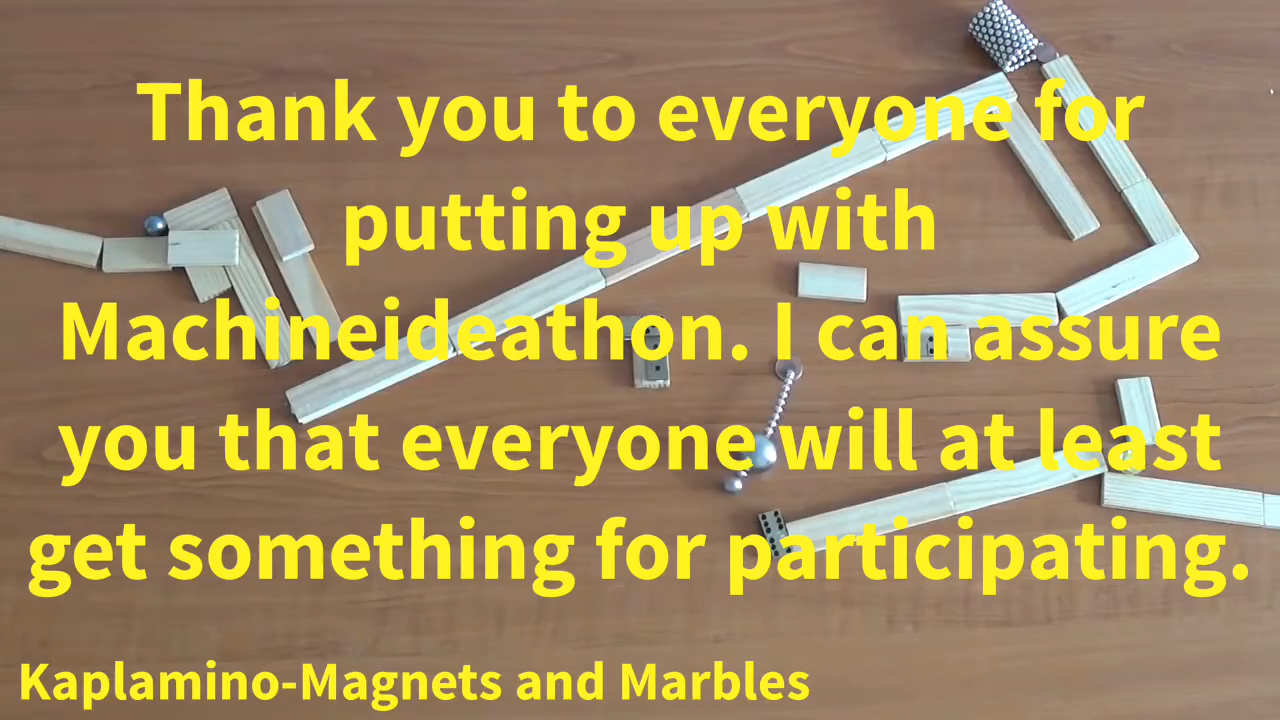 Thank you to everyone for
putting up with
Machineideathon. I can assure
you that everyone will at least
get something for participating.
Kaplamino-Magnets and Marbles